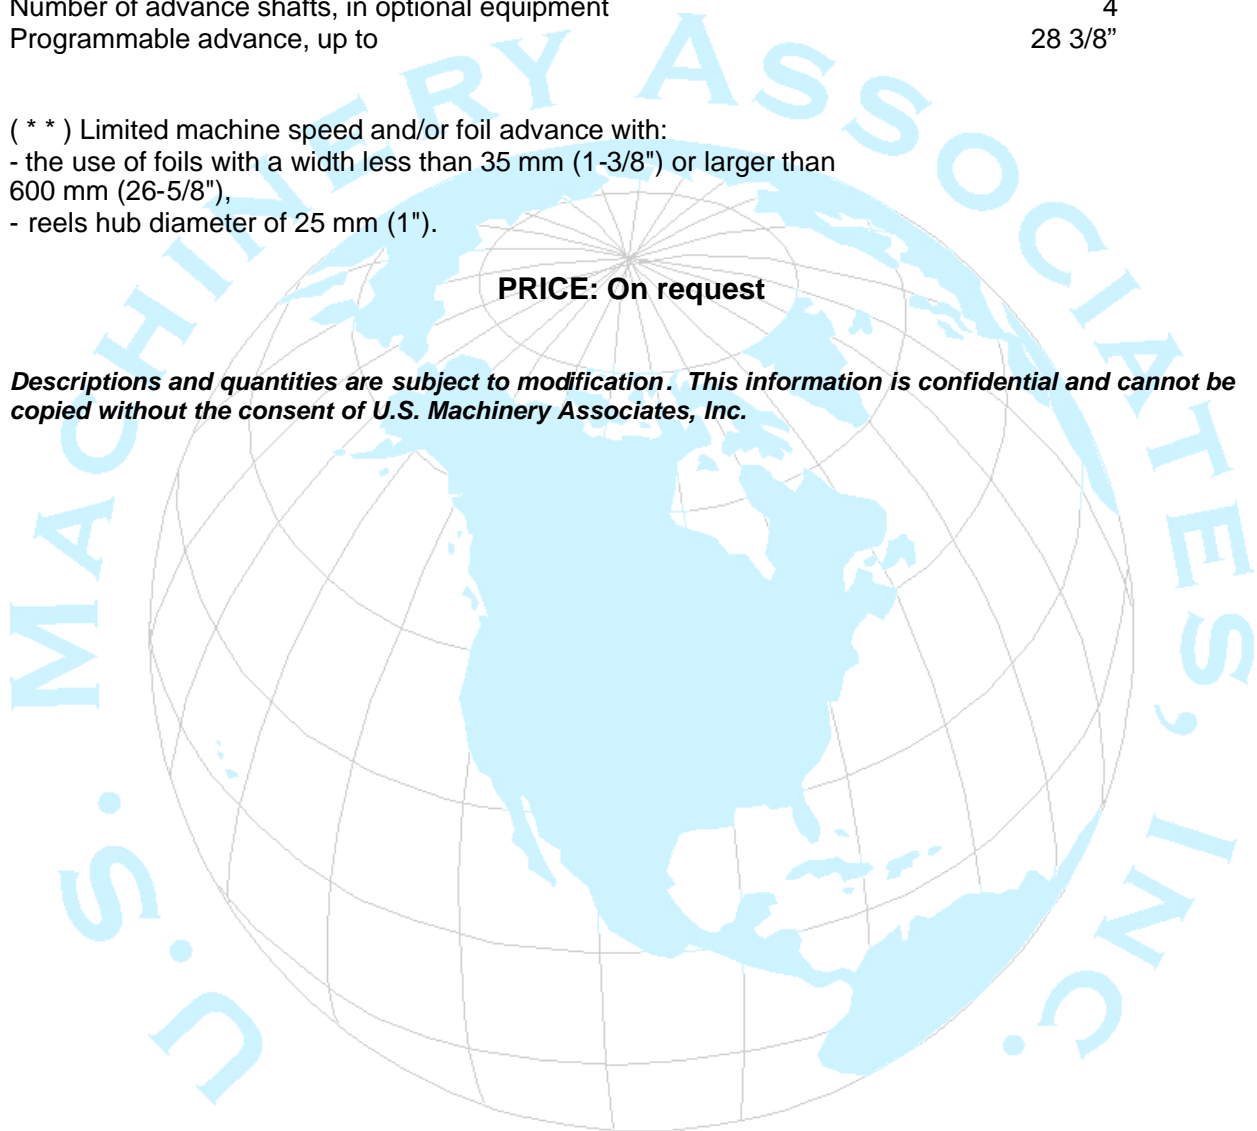 Number of advance shafts, in optional equipment 4
Programmable advance, up to 28 3/8”
( * * ) Limited machine speed and/or foil advance with:
- the use of foils with a width less than 35 mm (1-3/8") or larger than
600 mm (26-5/8"),
- reels hub diameter of 25 mm (1").
PRICE: On request
Descriptions and quantities are subject to modification. This information is confidential and cannot be
copied without the consent of U.S. Machinery Associates, Inc.
U.S. MACHINERY ASSOCIATES, INC.